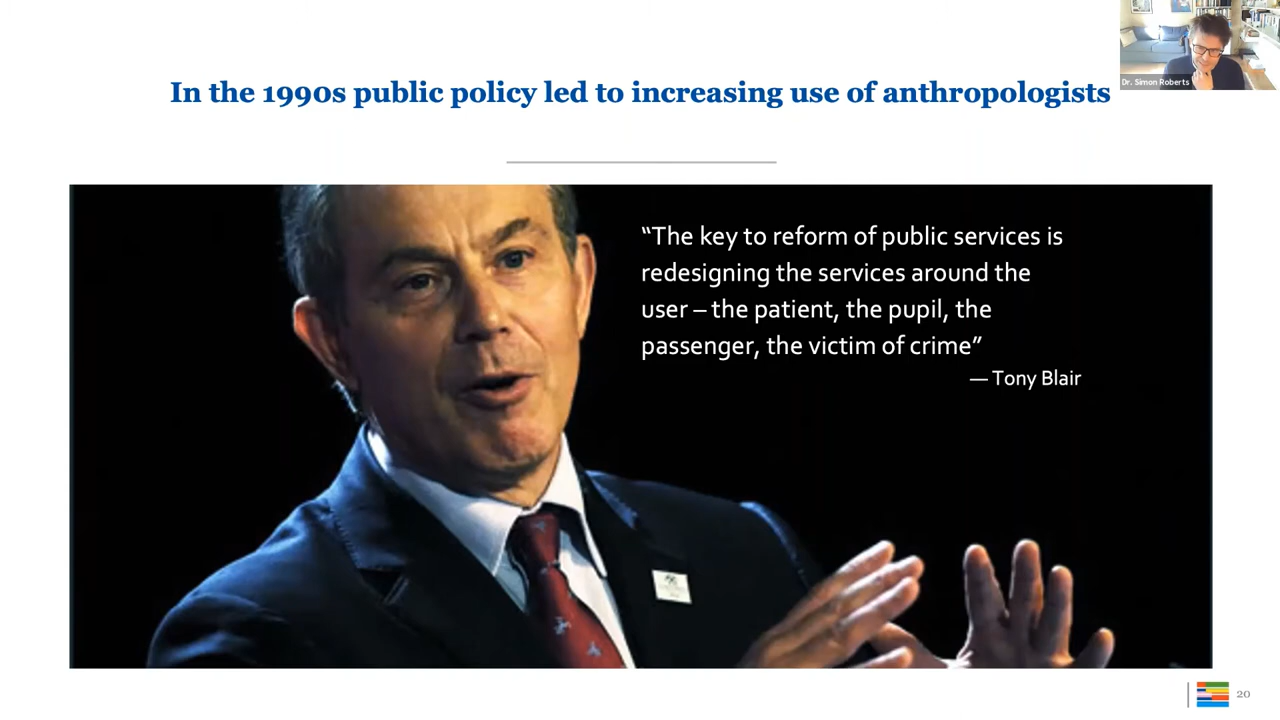 Dr. Simon Roberts
In the 1990s public policy led to increasing use of anthropologists
“The key to reform of public services is
redesigning the services around the
user – the patient, the pupil, the
passenger, the victim of crime”
— Tony Blair
20